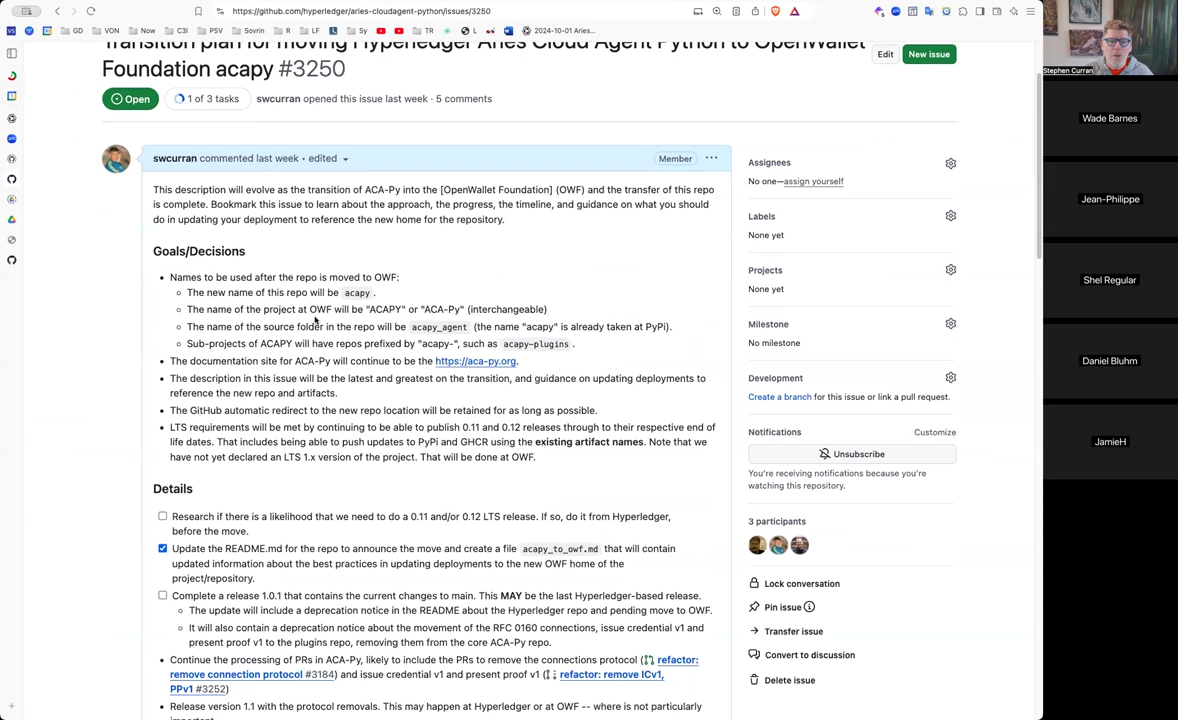 https://github.com/hyperledger/aries-cloudagent-python/issues/3250
GD VON Now C3I PSV Sovrin R LF Sy TR L 2024-10-01 Aries...
Transition plan for moving Hyperledger Aries Cloud Agent Python to OpenWallet
Foundation acapy #3250
Edit
New issue
Open
1 of 3 tasks
swcurran opened this issue last week · 5 comments
swcurran commented last week • edited
Member
This description will evolve as the transition of ACA-Py into the [OpenWallet Foundation] (OWF) and the transfer of this repo
is complete. Bookmark this issue to learn about the approach, the progress, the timeline, and guidance on what you should
do in updating your deployment to reference the new home for the repository.
Goals/Decisions
• Names to be used after the repo is moved to OWF:
The new name of this repo will be acapy.
The name of the project at OWF will be "ACAPY" or "ACA-Py" (interchangeable)
The name of the source folder in the repo will be acapy_agent (the name "acapy" is already taken at PyPi).
Sub-projects of ACAPY will have repos prefixed by "acapy-", such as acapy-plugins.
• The documentation site for ACA-Py will continue to be the https://aca-py.org.
• The description in this issue will be the latest and greatest on the transition, and guidance on updating deployments to
reference the new repo and artifacts.
• The GitHub automatic redirect to the new repo location will be retained for as long as possible.
• LTS requirements will be met by continuing to be able to publish 0.11 and 0.12 releases through to their respective end of
life dates. That includes being able to push updates to PyPi and GHCR using the existing artifact names. Note that we
have not yet declared an LTS 1.x version of the project. That will be done at OWF.
Details
Research if there is a likelihood that we need to do a 0.11 and/or 0.12 LTS release. If so, do it from Hyperledger,
before the move.
Update the README.md for the repo to announce the move and create a file acapy_to_owf.md that will contain
updated information about the best practices in updating deployments to the new OWF home of the
project/repository.
Complete a release 1.0.1 that contains the current changes to main. This MAY be the last Hyperledger-based release.
The update will include a deprecation notice in the README about the Hyperledger repo and pending move to OWF.
It will also contain a deprecation notice about the movement of the RFC 0160 connections, issue credential v1 and
present proof v1 to the plugins repo, removing them from the core ACA-Py repo.
• Continue the processing of PRs in ACA-Py, likely to include the PRs to remove the connections protocol (refactor:
remove connection protocol #3184) and issue credential v1 and present proof v1 (refactor: remove ICv1,
PPv1 #3252)
• Release version 1.1 with the protocol removals. This may happen at Hyperledger or at OWF -- where is not particularly
important.
Assignees
No one—assign yourself
Labels
None yet
Projects
None yet
Milestone
No milestone
Development
Create a branch for this issue or link a pull request.
Notifications
Customize
Unsubscribe
You're receiving notifications because you're
watching this repository.
3 participants
Lock conversation
Pin issue
Transfer issue
Convert to discussion
Delete issue
Stephen Curran
Wade Barnes
Jean-Philippe
Shel Regular
Daniel Bluhm
JamieH